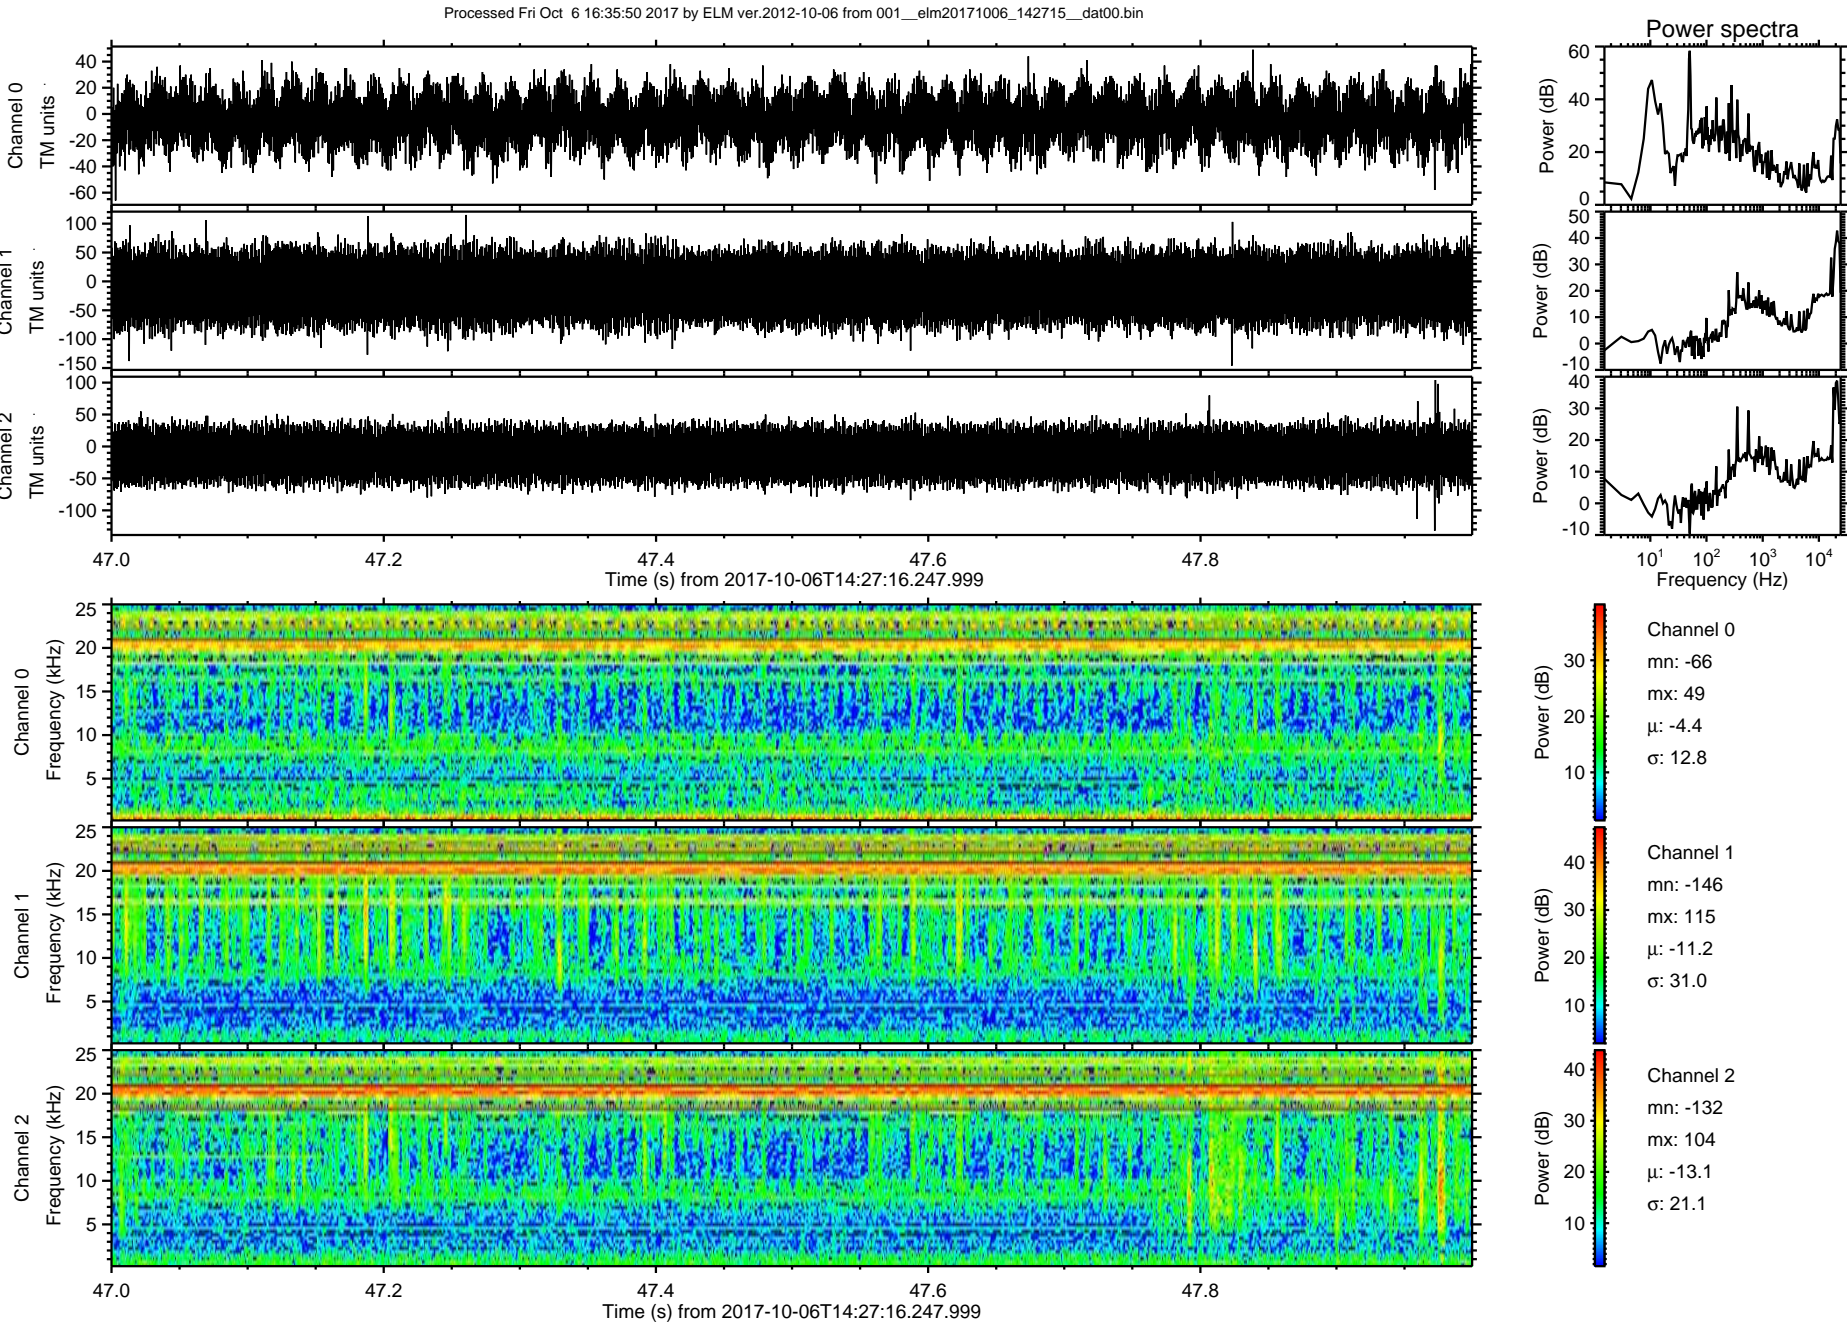 Processed Fri Oct  6 16:35:50 2017 by ELM ver.2012-10-06 from 001__elm20171006_142715__dat00.bin
Power spectra
Channel 0
TM units
40
20
0
-20
-40
-60
Power (dB)
60
40
20
0
Channel 1
TM units
100
50
0
-50
-100
-150
Power (dB)
50
40
30
20
10
0
-10
Channel 2
TM units
100
50
0
-50
-100
Power (dB)
40
30
20
10
0
-10
47.0 47.2 47.4 47.6 47.8
Time (s) from 2017-10-06T14:27:16.247.999
10¹ 10² 10³ 10⁴
Frequency (Hz)
Channel 0
Frequency (kHz)
25
20
15
10
5
Power (dB)
30
20
10
Channel 0
mn: -66
mx: 49
μ: -4.4
σ: 12.8
Channel 1
Frequency (kHz)
25
20
15
10
5
Power (dB)
40
30
20
10
Channel 1
mn: -146
mx: 115
μ: -11.2
σ: 31.0
Channel 2
Frequency (kHz)
25
20
15
10
5
Power (dB)
40
30
20
10
Channel 2
mn: -132
mx: 104
μ: -13.1
σ: 21.1
47.0 47.2 47.4 47.6 47.8
Time (s) from 2017-10-06T14:27:16.247.999